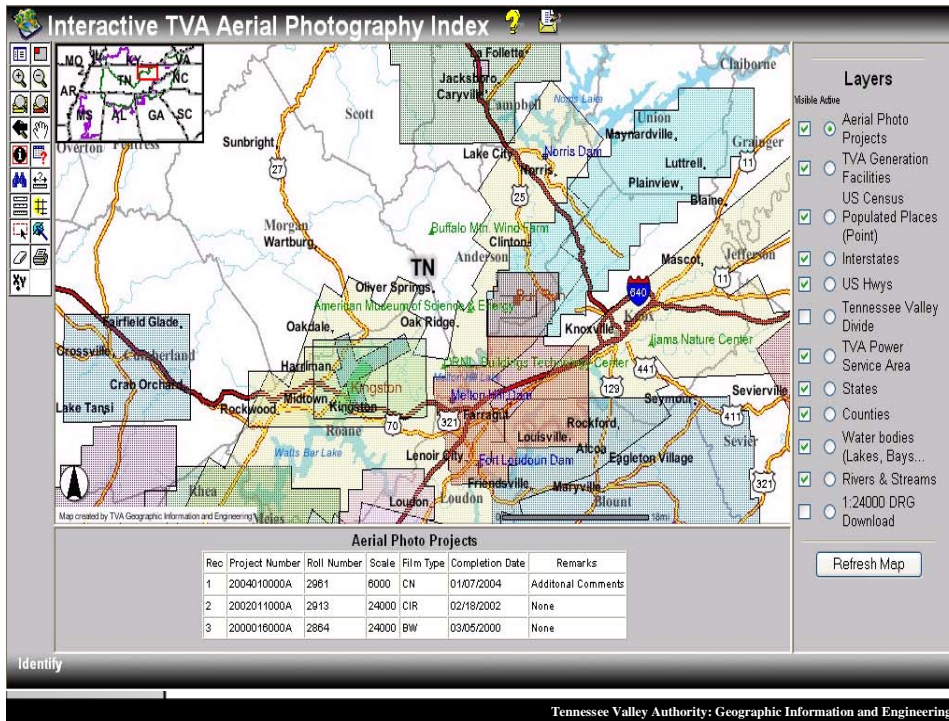 Interactive TVA Aerial Photography Index
MO
KY
VA
TN
NC
AR
MS
AL
GA
SC
La Follette
Claiborne
Jacksboro
Caryville
Campbell
Norris Lake
Scott
Union
Maynardville
Grainger
Overton
Fentress
Sunbright
27
Lake City
Norris Dam
Norris
Luttrell
11
Plainview
25
Blaine
Morgan
Wartburg
Buffalo Mtn. Wind Farm
Clinton
Anderson
TN
Mascot
Jefferson
11
Oliver Springs
640
American Museum of Science & Energy
Fairfield Glade
Oakdale
Oak Ridge
Knoxville
Knox
Crossville
Cumberland
Ijams Nature Center
Harriman
ORNL Buildings Technology Center
441
Crab Orchard
Kingston
Melton Hill Lake
Midtown
Melton Hill Dam
129
Seymour
Sevierville
Lake Tansi
Rockwood
Kingston
Farragut
411
Roane
70
321
Rockford
Louisville
Alcoa
Sevier
Watts Bar Lake
Lenoir City
Fort Loudoun Dam
Eagleton Village
Rhea
Friendsville
321
Loudon
Loudon
Maryville
Blount
Meigs
Map created by TVA Geographic Information and Engineering
18mi
Layers
Visible Active
Aerial Photo
Projects
TVA Generation
Facilities
US Census
Populated Places
(Point)
Interstates
US Hwys
Tennessee Valley
Divide
TVA Power
Service Area
States
Counties
Water bodies
(Lakes, Bays...
Rivers & Streams
1:24000 DRG
Download
Refresh Map
Aerial Photo Projects
Rec Project Number Roll Number Scale Film Type Completion Date Remarks
1 2004010000A 2961 6000 CN 01/07/2004 Additonal Comments
2 2002011000A 2913 24000 CIR 02/18/2002 None
3 2000016000A 2864 24000 BW 03/05/2000 None
Identify
Tennessee Valley Authority: Geographic Information and Engineering